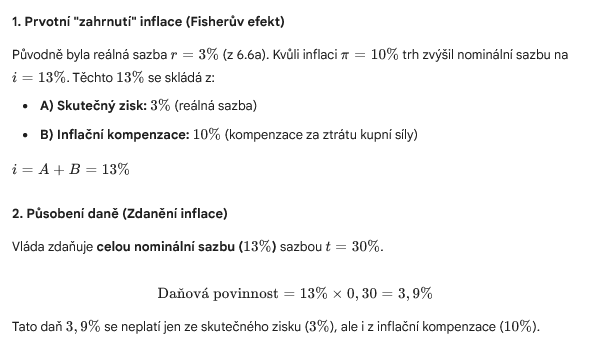 1. Prvotní "zahrnutí" inflace (Fisherův efekt)
Původně byla reálná sazba r = 3% (z 6.6a). Kvůli inflaci π = 10% trh zvýšil nominální sazbu na
i = 13%. Těchto 13% se skládá z:
• A) Skutečný zisk: 3% (reálná sazba)
• B) Inflační kompenzace: 10% (kompenzace za ztrátu kupní síly)
i = A + B = 13%
2. Působení daně (Zdanění inflace)
Vláda zdaňuje celou nominální sazbu (13%) sazbou t = 30%.
Daňová povinnost = 13% × 0,30 = 3,9%
Tato daň 3,9% se neplatí jen ze skutečného zisku (3%), ale i z inflační kompenzace (10%).